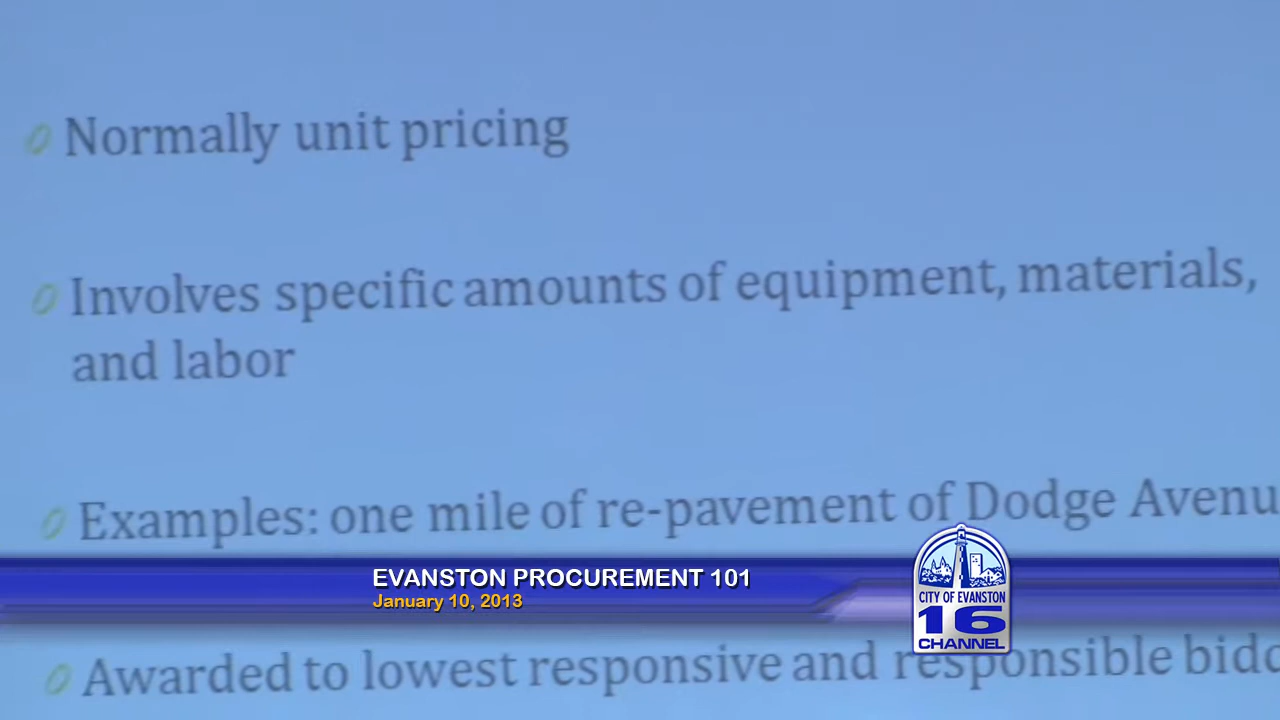 Normally unit pricing
Involves specific amounts of equipment, materials,
and labor
Examples: one mile of re-pavement of Dodge Avenu
EVANSTON PROCUREMENT 101
January 10, 2013
CITY OF EVANSTON
16
CHANNEL
Awarded to lowest responsive and responsible bidd